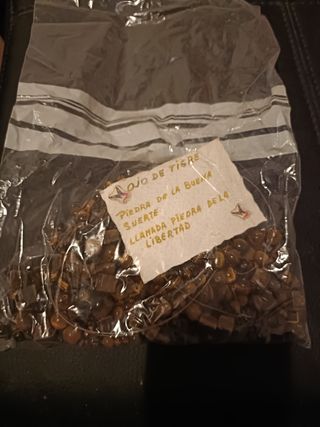 OJO DE TIGRE
PIEDRA DE LA BUENA
SUERTE.
LLAMADA PIEDRA DE LA
LIBERTAD